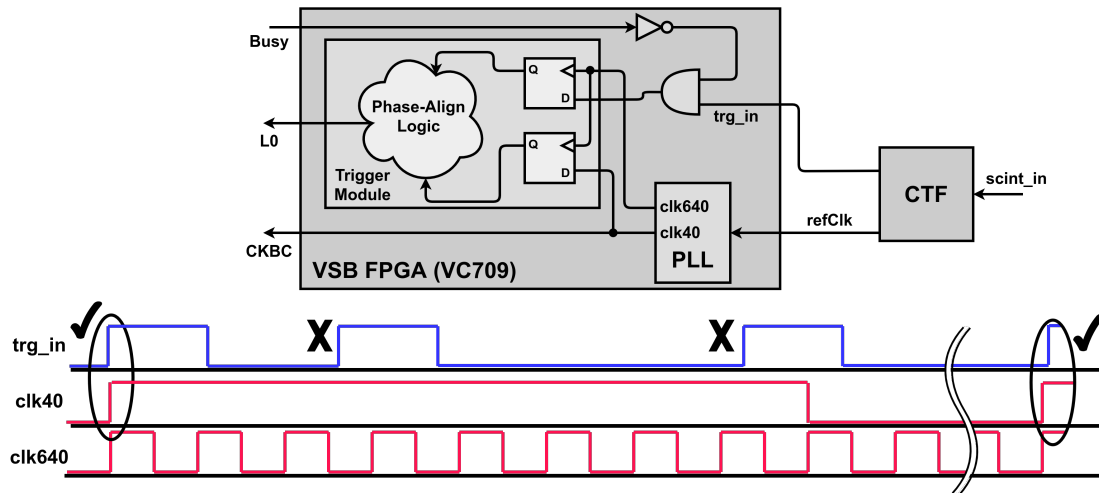 Busy
Q
D
Phase-Align
Logic
trg_in
L0
Q
D
Trigger
Module
CTF
scint_in
clk640
clk40
refClk
CKBC
PLL
VSB FPGA (VC709)
X
X
trg_in
clk40
clk640